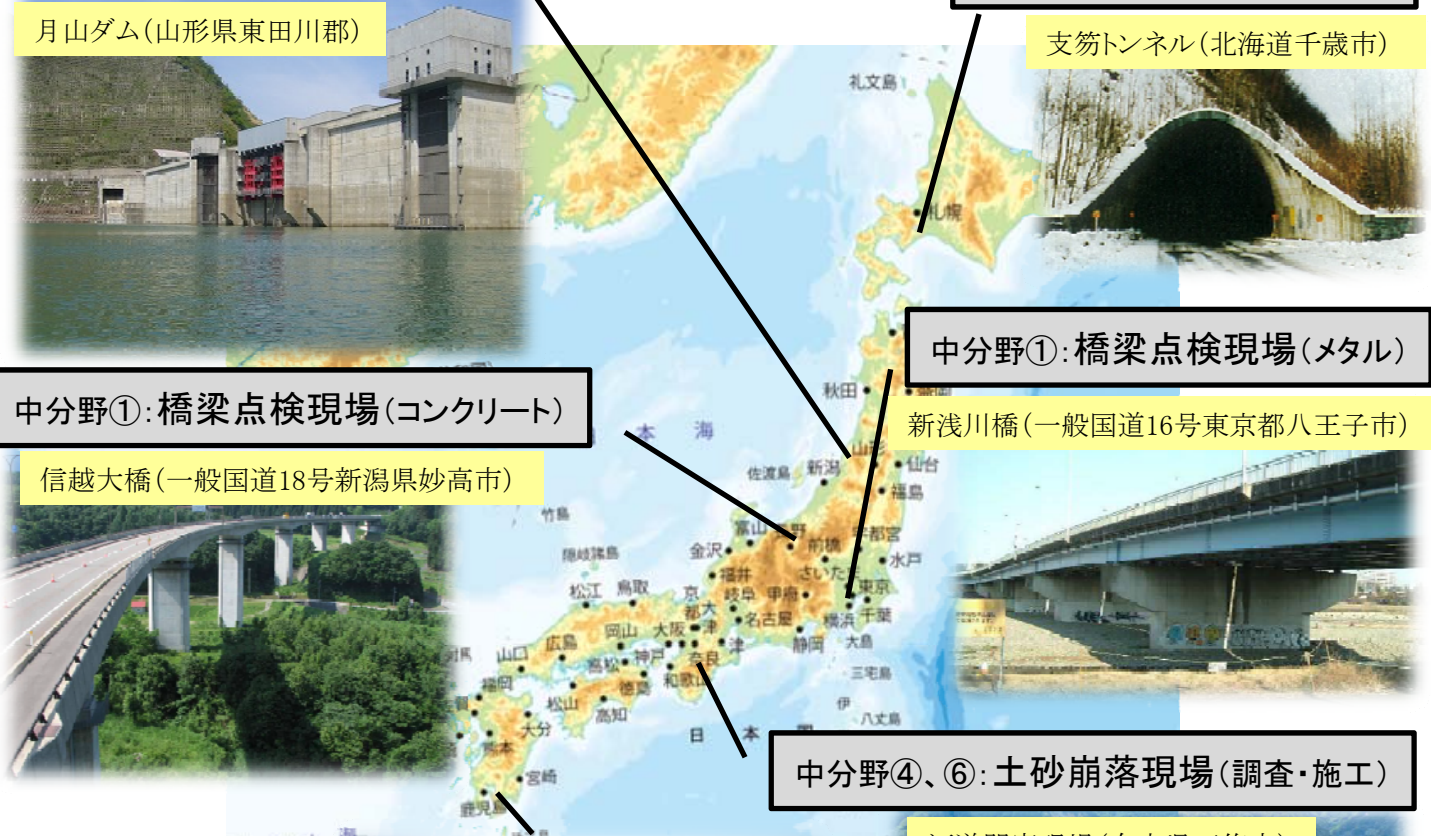 月山ダム(山形県東田川郡)
支笏トンネル(北海道千歳市)
礼文島
札幌
中分野①:橋梁点検現場(メタル)
秋田
中分野①:橋梁点検現場(コンクリート)
新浅川橋(一般国道16号東京都八王子市)
本 海
山形
仙台
佐渡島
新潟
信越大橋(一般国道18号新潟県妙高市)
福島
竹島
富山
宇都宮
金沢
前橋
水戸
隠岐諸島
福井
さいた
松江
鳥取
京都
岐阜
甲府
東京
大津
名古屋
横浜
千葉
岡山
大阪
広島
静岡
大島
津
山口
神戸
奈良
高松
三宅島
福岡
徳島
和歌山
松山
高知
伊
八丈島
大分
日 本
熊本
中分野④、⑥:土砂崩落現場(調査・施工)
宮崎
鹿児島
海